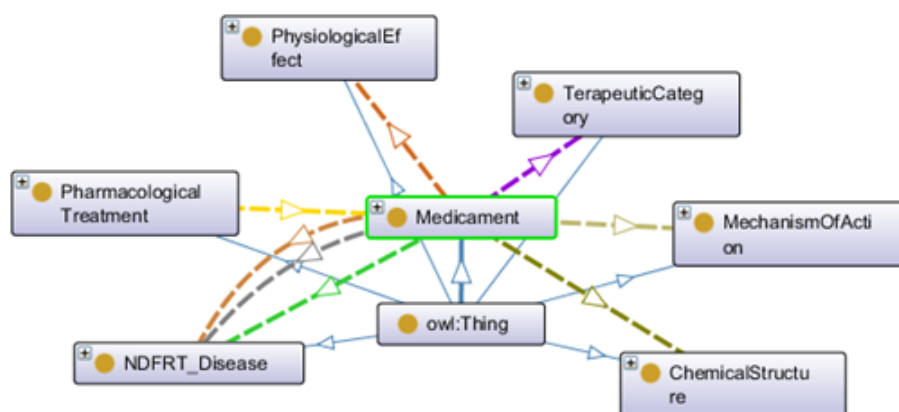 PhysiologicalEf
fect
TerapeuticCateg
ory
Pharmacological
Treatment
Medicament
MechanismOfActi
on
owl:Thing
NDFRT_Disease
ChemicalStructu
re